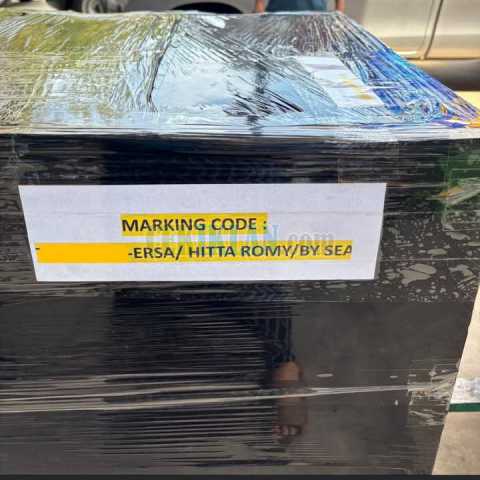 MARKING CODE :
-ERSA/ HITTA ROMY/BY SEA